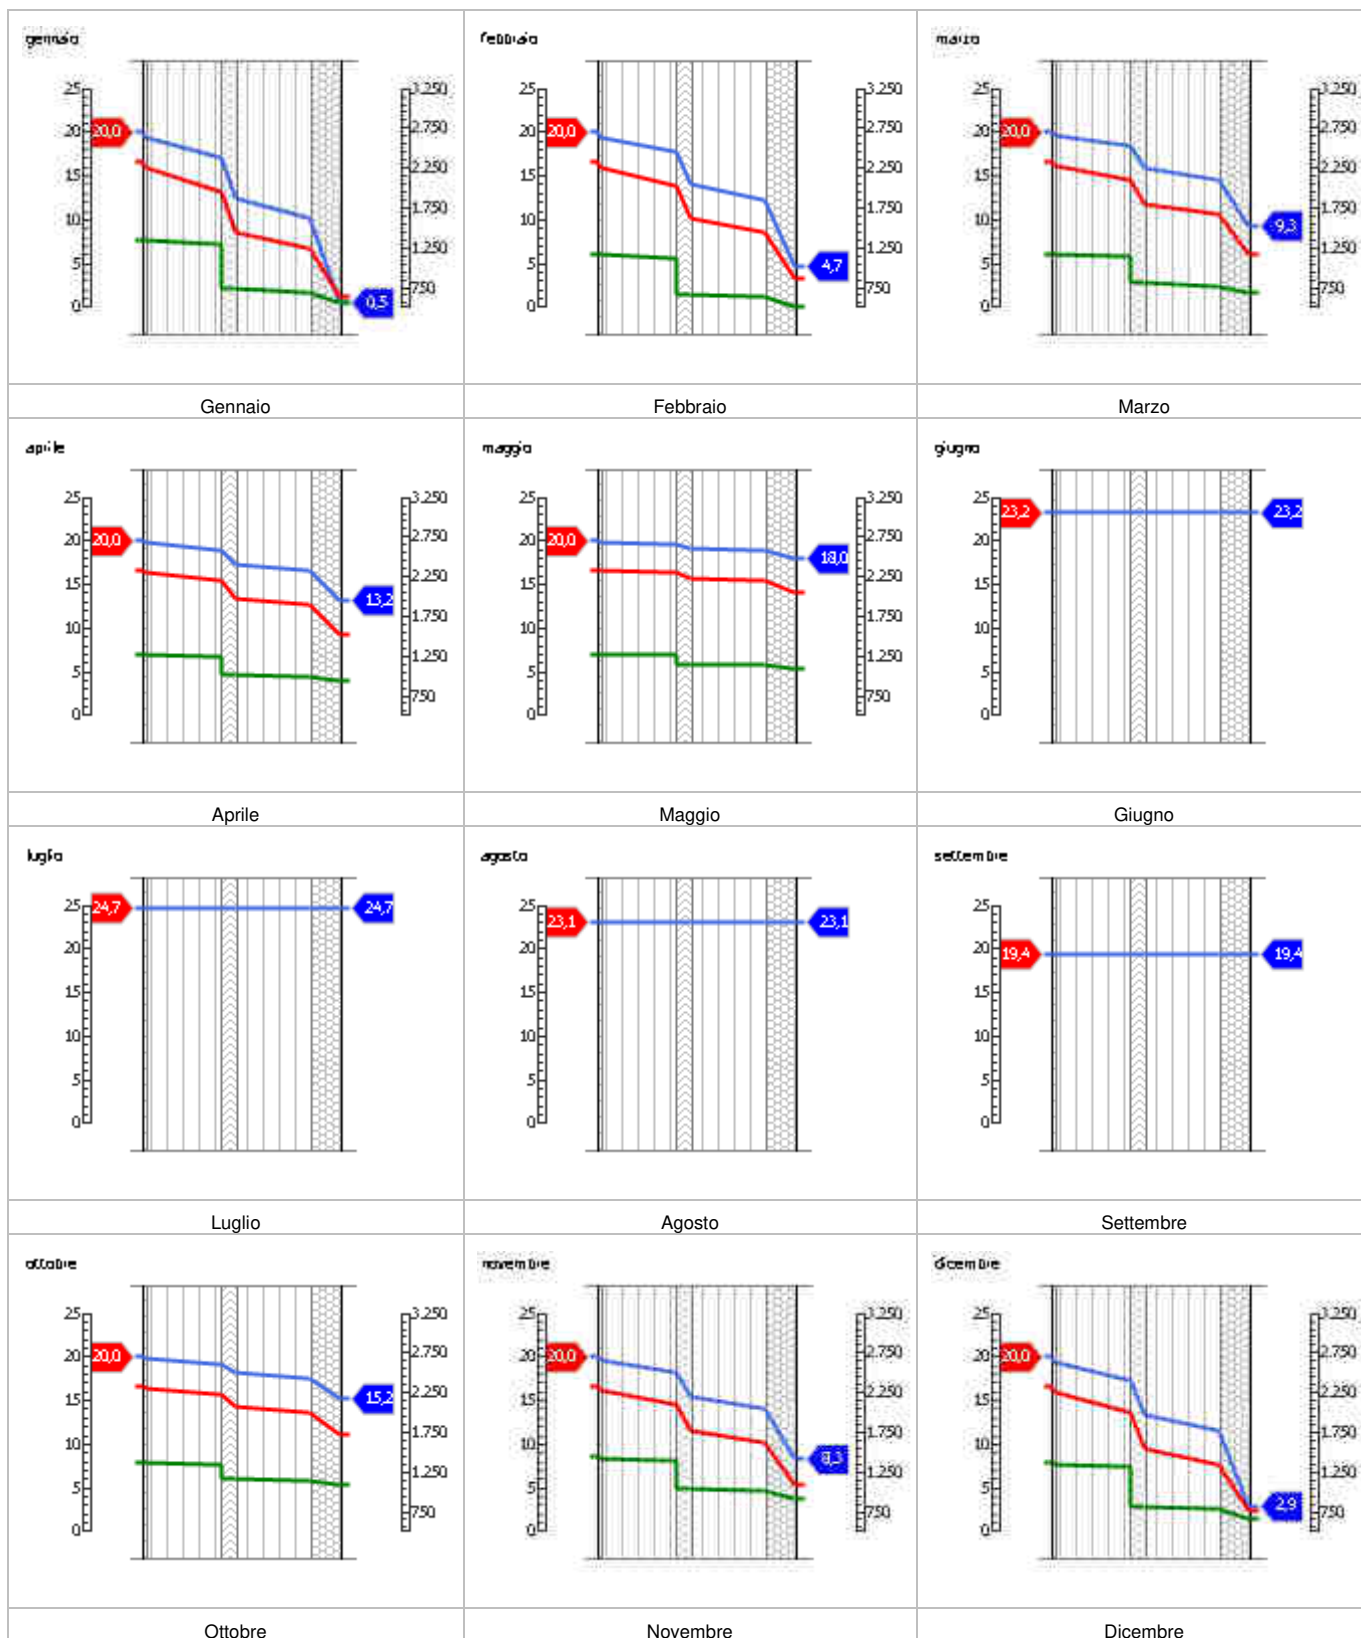 gennaio febbraio marzo
25 3.250 25 3.250 25 3.250
20 20,0 2.750 20 20,0 2.750 20 20,0 2.750
15 2.250 15 2.250 15 2.250
10 1.750 10 1.750 10 1.750
5 1.250 5 1.250 5 9,3 1.250
0 0,5 750 0 4,7 750 0 750
Gennaio Febbraio Marzo
aprile maggio giugno
25 3.250 25 3.250 25 23,2 23,2
20 20,0 2.750 20 20,0 18,0 2.750 20
15 2.250 15 2.250 15
10 13,2 1.750 10 1.750 10
5 1.250 5 1.250 5
0 750 0 750 0
Aprile Maggio Giugno
luglio agosto settembre
25 24,7 24,7 25 23,1 23,1 25
20 20 20 19,4 19,4
15 15 15
10 10 10
5 5 5
0 0 0
Luglio Agosto Settembre
ottobre novembre dicembre
25 3.250 25 3.250 25 3.250
20 20,0 2.750 20 20,0 2.750 20 20,0 2.750
15 15,2 2.250 15 2.250 15 2.250
10 1.750 10 8,3 1.750 10 1.750
5 1.250 5 1.250 5 2,9 1.250
0 750 0 750 0 750
Ottobre Novembre Dicembre